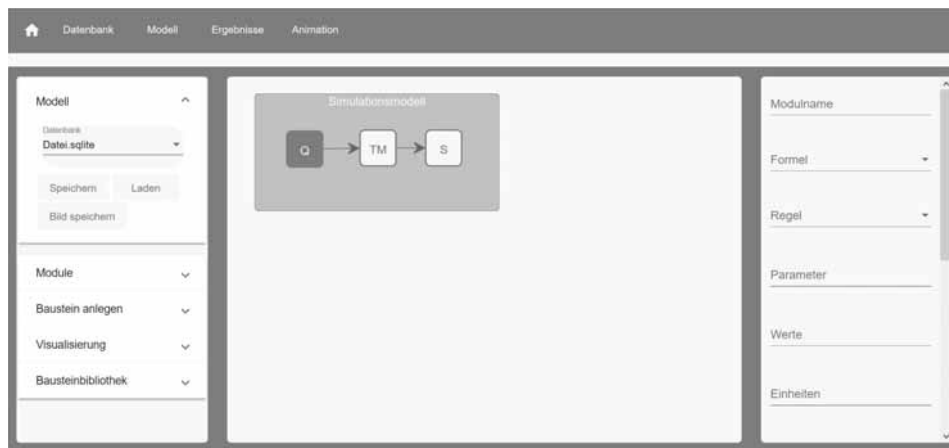 Datenbank Modell Ergebnisse Animation
Modell
Datenbank
Datei.sqlite
Speichern Laden
Bild speichern
Module
Baustein anlegen
Visualisierung
Bausteinbibliothek
Simulationsmodell
Q TM S
Modulname
Formel
Regel
Parameter
Werte
Einheiten